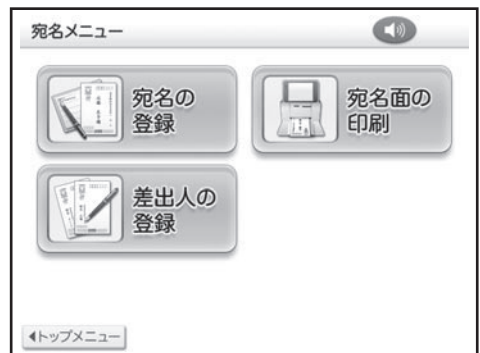 宛名メニュー
宛名の
登録
宛名面の
印刷
差出人の
登録
◀トップメニュー